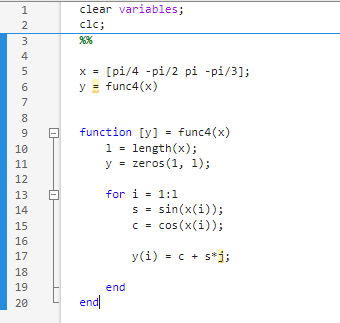 1 clear variables;
2 clc;
3 %%
4
5 x = [pi/4 -pi/2 pi -pi/3];
6 y = func4(x)
7
8
9 function [y] = func4(x)
10 l = length(x);
11 y = zeros(1, l);
12
13 for i = 1:l
14 s = sin(x(i));
15 c = cos(x(i));
16
17 y(i) = c + s*j;
18
19 end
20 end